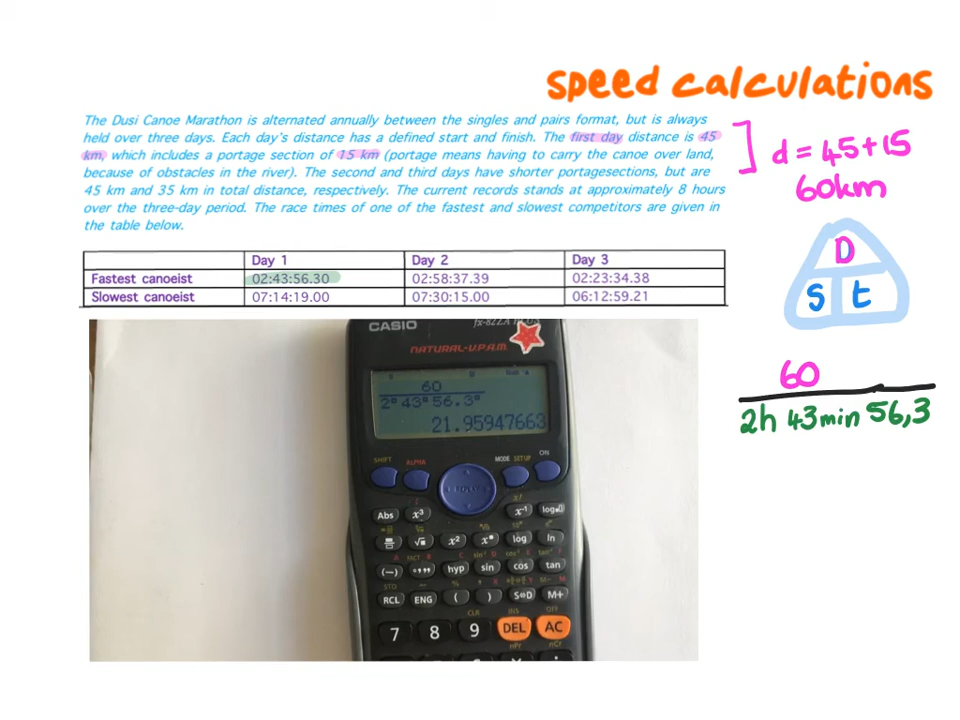 speed calculations
The Dusi Canoe Marathon is alternated annually between the singles and pairs format, but is always
held over three days. Each day's distance has a defined start and finish. The first day distance is 45
km, which includes a portage section of 15 km (portage means having to carry the canoe over land,
because of obstacles in the river). The second and third days have shorter portagesections, but are
45 km and 35 km in total distance, respectively. The current records stands at approximately 8 hours
over the three-day period. The race times of one of the fastest and slowest competitors are given in
the table below.
] d = 45+15
60km
Day 1 Day 2 Day 3
Fastest canoeist 02:43:56.30 02:58:37.39 02:23:34.38
Slowest canoeist 07:14:19.00 07:30:15.00 06:12:59.21
D
S t
60
2h 43min 56,3
CASIO fx-82ZA PLUS
NATURAL-V.P.A.M.
60
2°43°56.3°
21.95947663
SHIFT ALPHA MODE SETUP ON
Abs x³ x⁻¹ log
√ x² log ln
(−) hyp sin cos tan
RCL ENG ( ) S⇔D M+
7 8 9 DEL AC